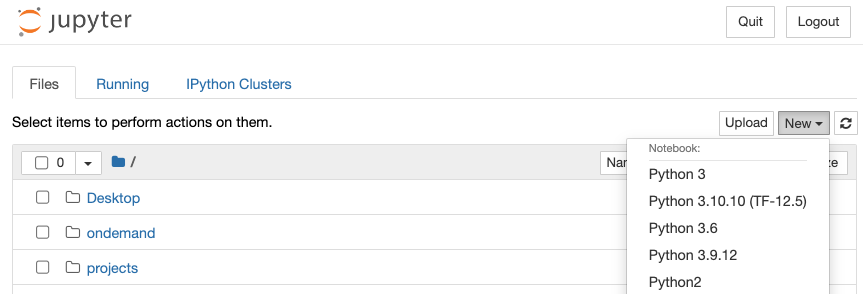 jupyter
Quit Logout
Files Running IPython Clusters
Select items to perform actions on them.
Upload New
0 /
Notebook:
Python 3
Python 3.10.10 (TF-12.5)
Python 3.6
Python 3.9.12
Python2
Desktop
ondemand
projects